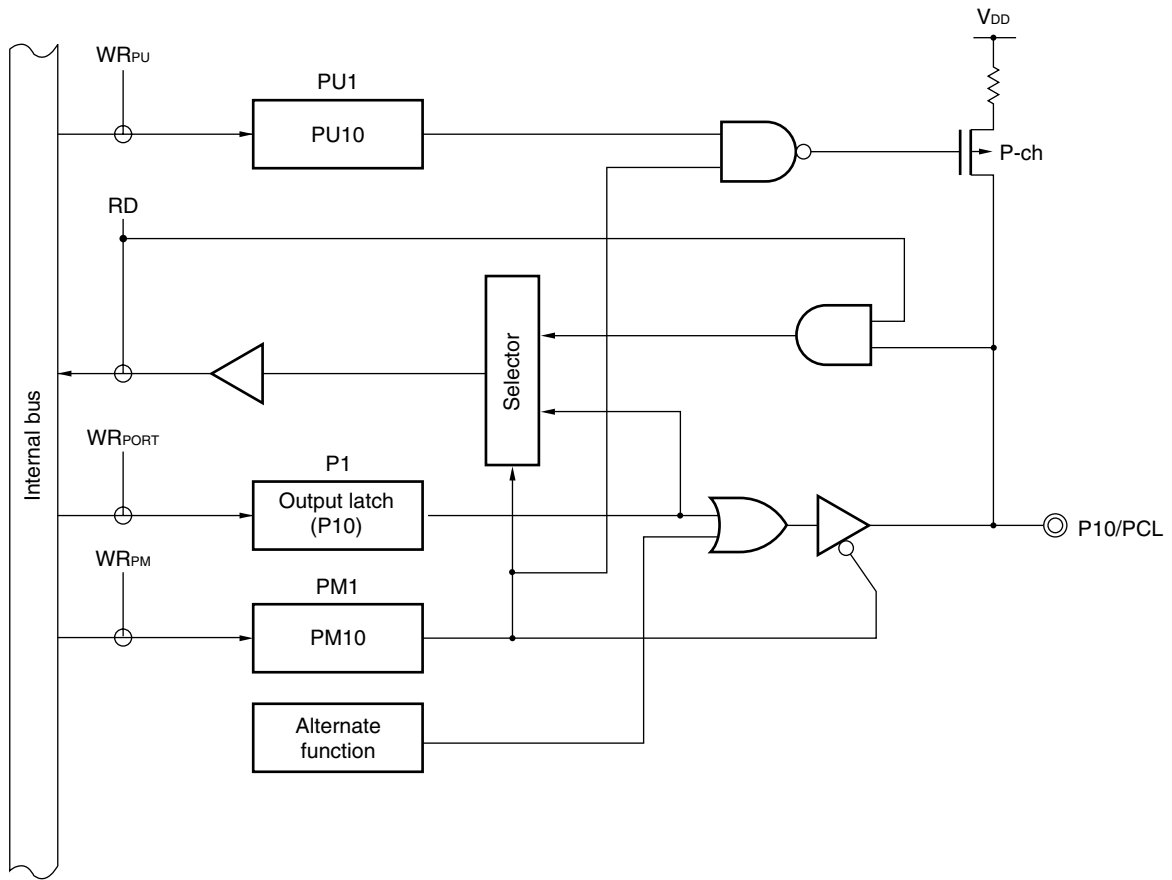 VDD
WRPU
PU1
PU10
P-ch
RD
Selector
Internal bus
WRPORT
P1
Output latch
(P10)
P10/PCL
WRPM
PM1
PM10
Alternate
function